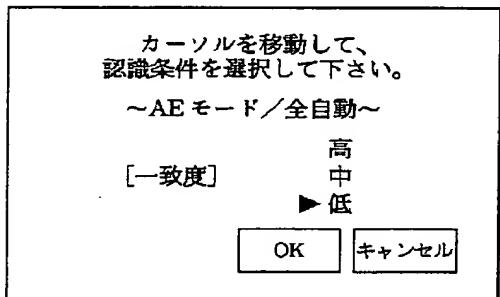 カーソルを移動して、
認識条件を選択して下さい。
～AEモード／全自動～
高
[一致度] 中
▶低
OK キャンセル